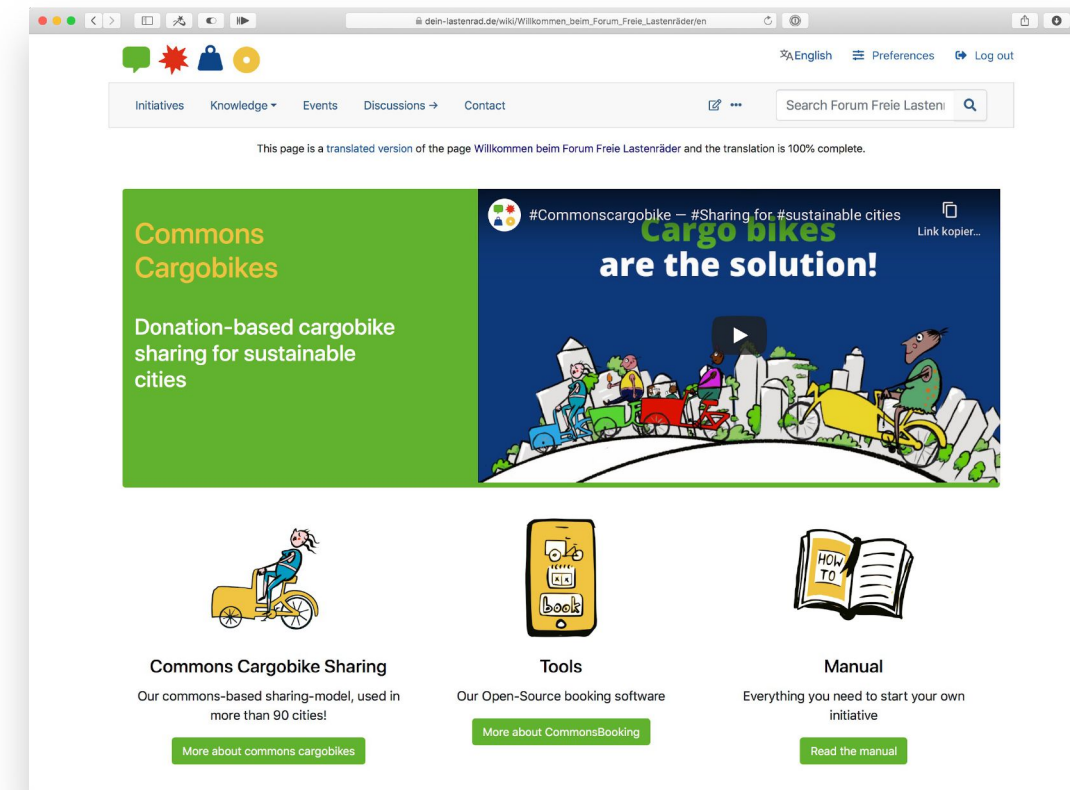 dein-lastenrad.de/wiki/Willkommen_beim_Forum_Freie_Lastenräder/en
English Preferences Log out
Initiatives Knowledge Events Discussions → Contact Search Forum Freie Lasten
This page is a translated version of the page Willkommen beim Forum Freie Lastenräder and the translation is 100% complete.
Commons
Cargobikes
Donation-based cargobike
sharing for sustainable
cities
#Commonscargobike — #Sharing for #sustainable cities
Link kopier...
Cargo bikes
are the solution!
book
HOW
TO
Commons Cargobike Sharing
Our commons-based sharing-model, used in
more than 90 cities!
More about commons cargobikes
Tools
Our Open-Source booking software
More about CommonsBooking
Manual
Everything you need to start your own
initiative
Read the manual